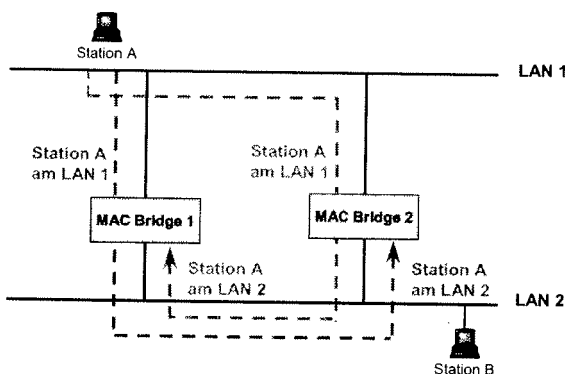 Station A
LAN 1
Station A
am LAN 1
Station A
am LAN 1
MAC Bridge 1
MAC Bridge 2
Station A
am LAN 2
Station A
am LAN 2
LAN 2
Station B